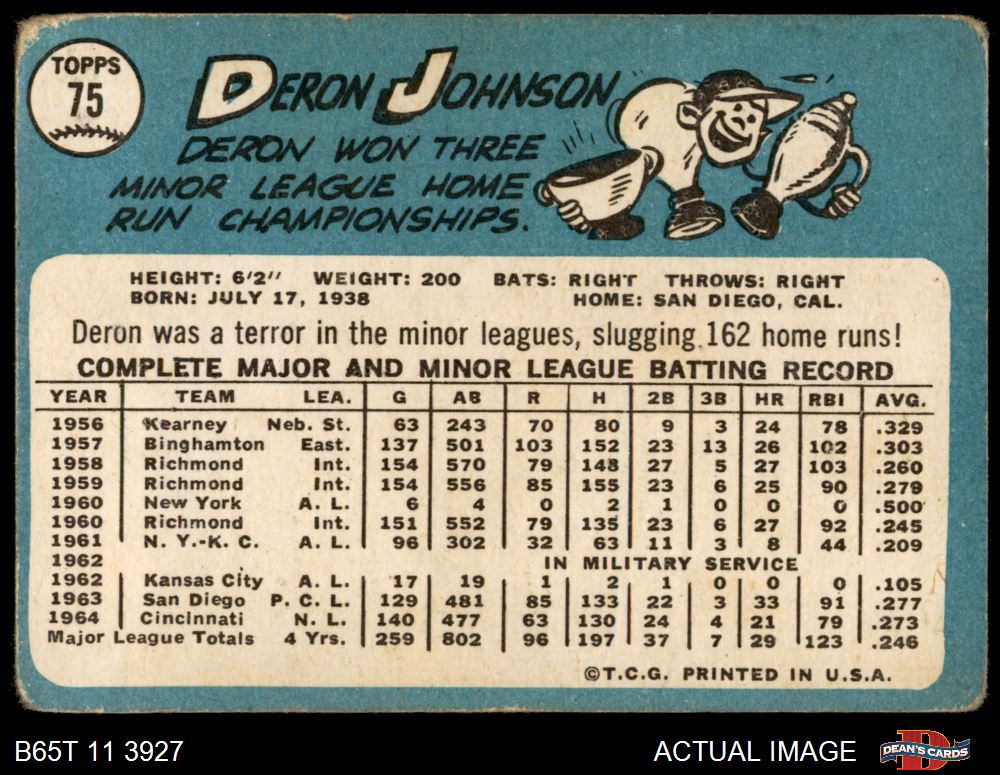 TOPPS
75
DERON JOHNSON
DERON WON THREE
MINOR LEAGUE HOME
RUN CHAMPIONSHIPS.
HEIGHT: 6'2" WEIGHT: 200 BATS: RIGHT THROWS: RIGHT
BORN: JULY 17, 1938 HOME: SAN DIEGO, CAL.
Deron was a terror in the minor leagues, slugging 162 home runs!
COMPLETE MAJOR AND MINOR LEAGUE BATTING RECORD
YEAR TEAM LEA. G AB R H 2B 3B HR RBI AVG.
1956 Kearney Neb. St. 63 243 70 80 9 3 24 78 .329
1957 Binghamton East. 137 501 103 152 23 13 26 102 .303
1958 Richmond Int. 154 570 79 148 27 5 27 103 .260
1959 Richmond Int. 154 556 85 155 23 6 25 90 .279
1960 New York A. L. 6 4 0 2 1 0 0 0 .500
1960 Richmond Int. 151 552 79 135 23 6 27 92 .245
1961 N. Y.-K. C. A. L. 96 302 32 63 11 3 8 44 .209
1962 IN MILITARY SERVICE
1962 Kansas City A. L. 17 19 1 2 1 0 0 0 .105
1963 San Diego P. C. L. 129 481 85 133 22 3 33 91 .277
1964 Cincinnati N. L. 140 477 63 130 24 4 21 79 .273
Major League Totals 4 Yrs. 259 802 96 197 37 7 29 123 .246
©T.C.G. PRINTED IN U.S.A.
B65T 11 3927 ACTUAL IMAGE DEAN'S CARDS